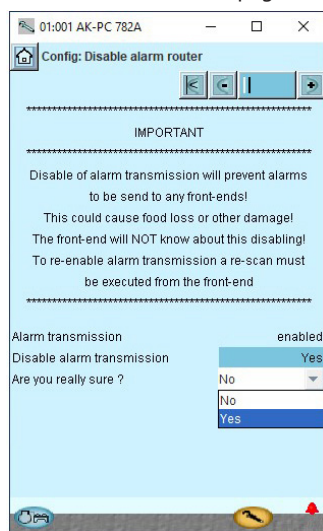 01:001 AK-PC 782A
Config: Disable alarm router
************************************************************
IMPORTANT
************************************************************
Disable of alarm transmission will prevent alarms
to be send to any front-ends!
This could cause food loss or other damage!
The front-end will NOT know about this disabling!
To re-enable alarm transmission a re-scan must
be executed from the front-end
************************************************************
Alarm transmission enabled
Disable alarm transmission Yes
Are you really sure ? No
No
Yes